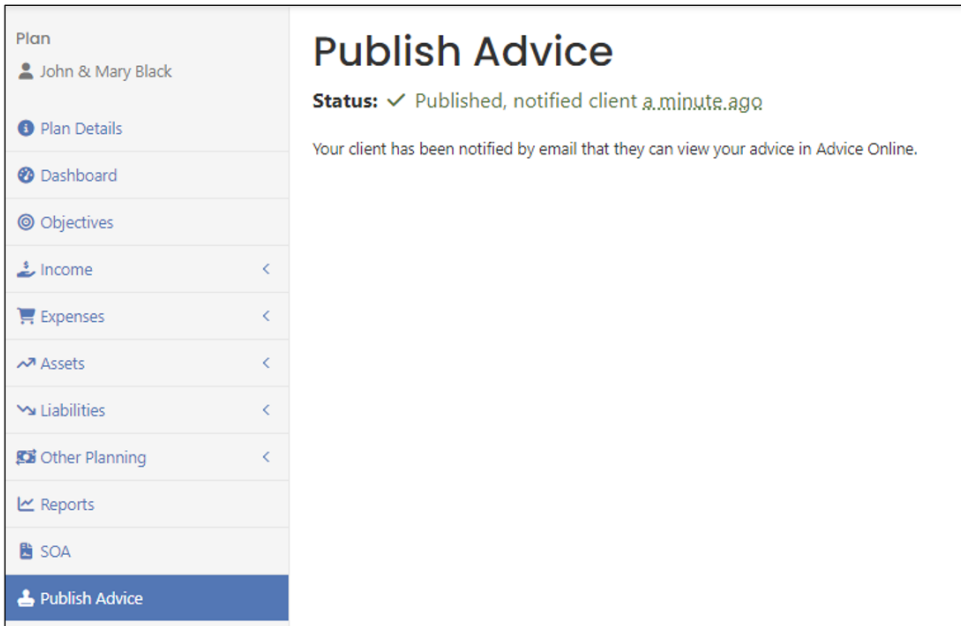 Plan
John & Mary Black
Plan Details
Dashboard
Objectives
Income
Expenses
Assets
Liabilities
Other Planning
Reports
SOA
Publish Advice
Publish Advice
Status: ✓ Published, notified client a minute ago
Your client has been notified by email that they can view your advice in Advice Online.